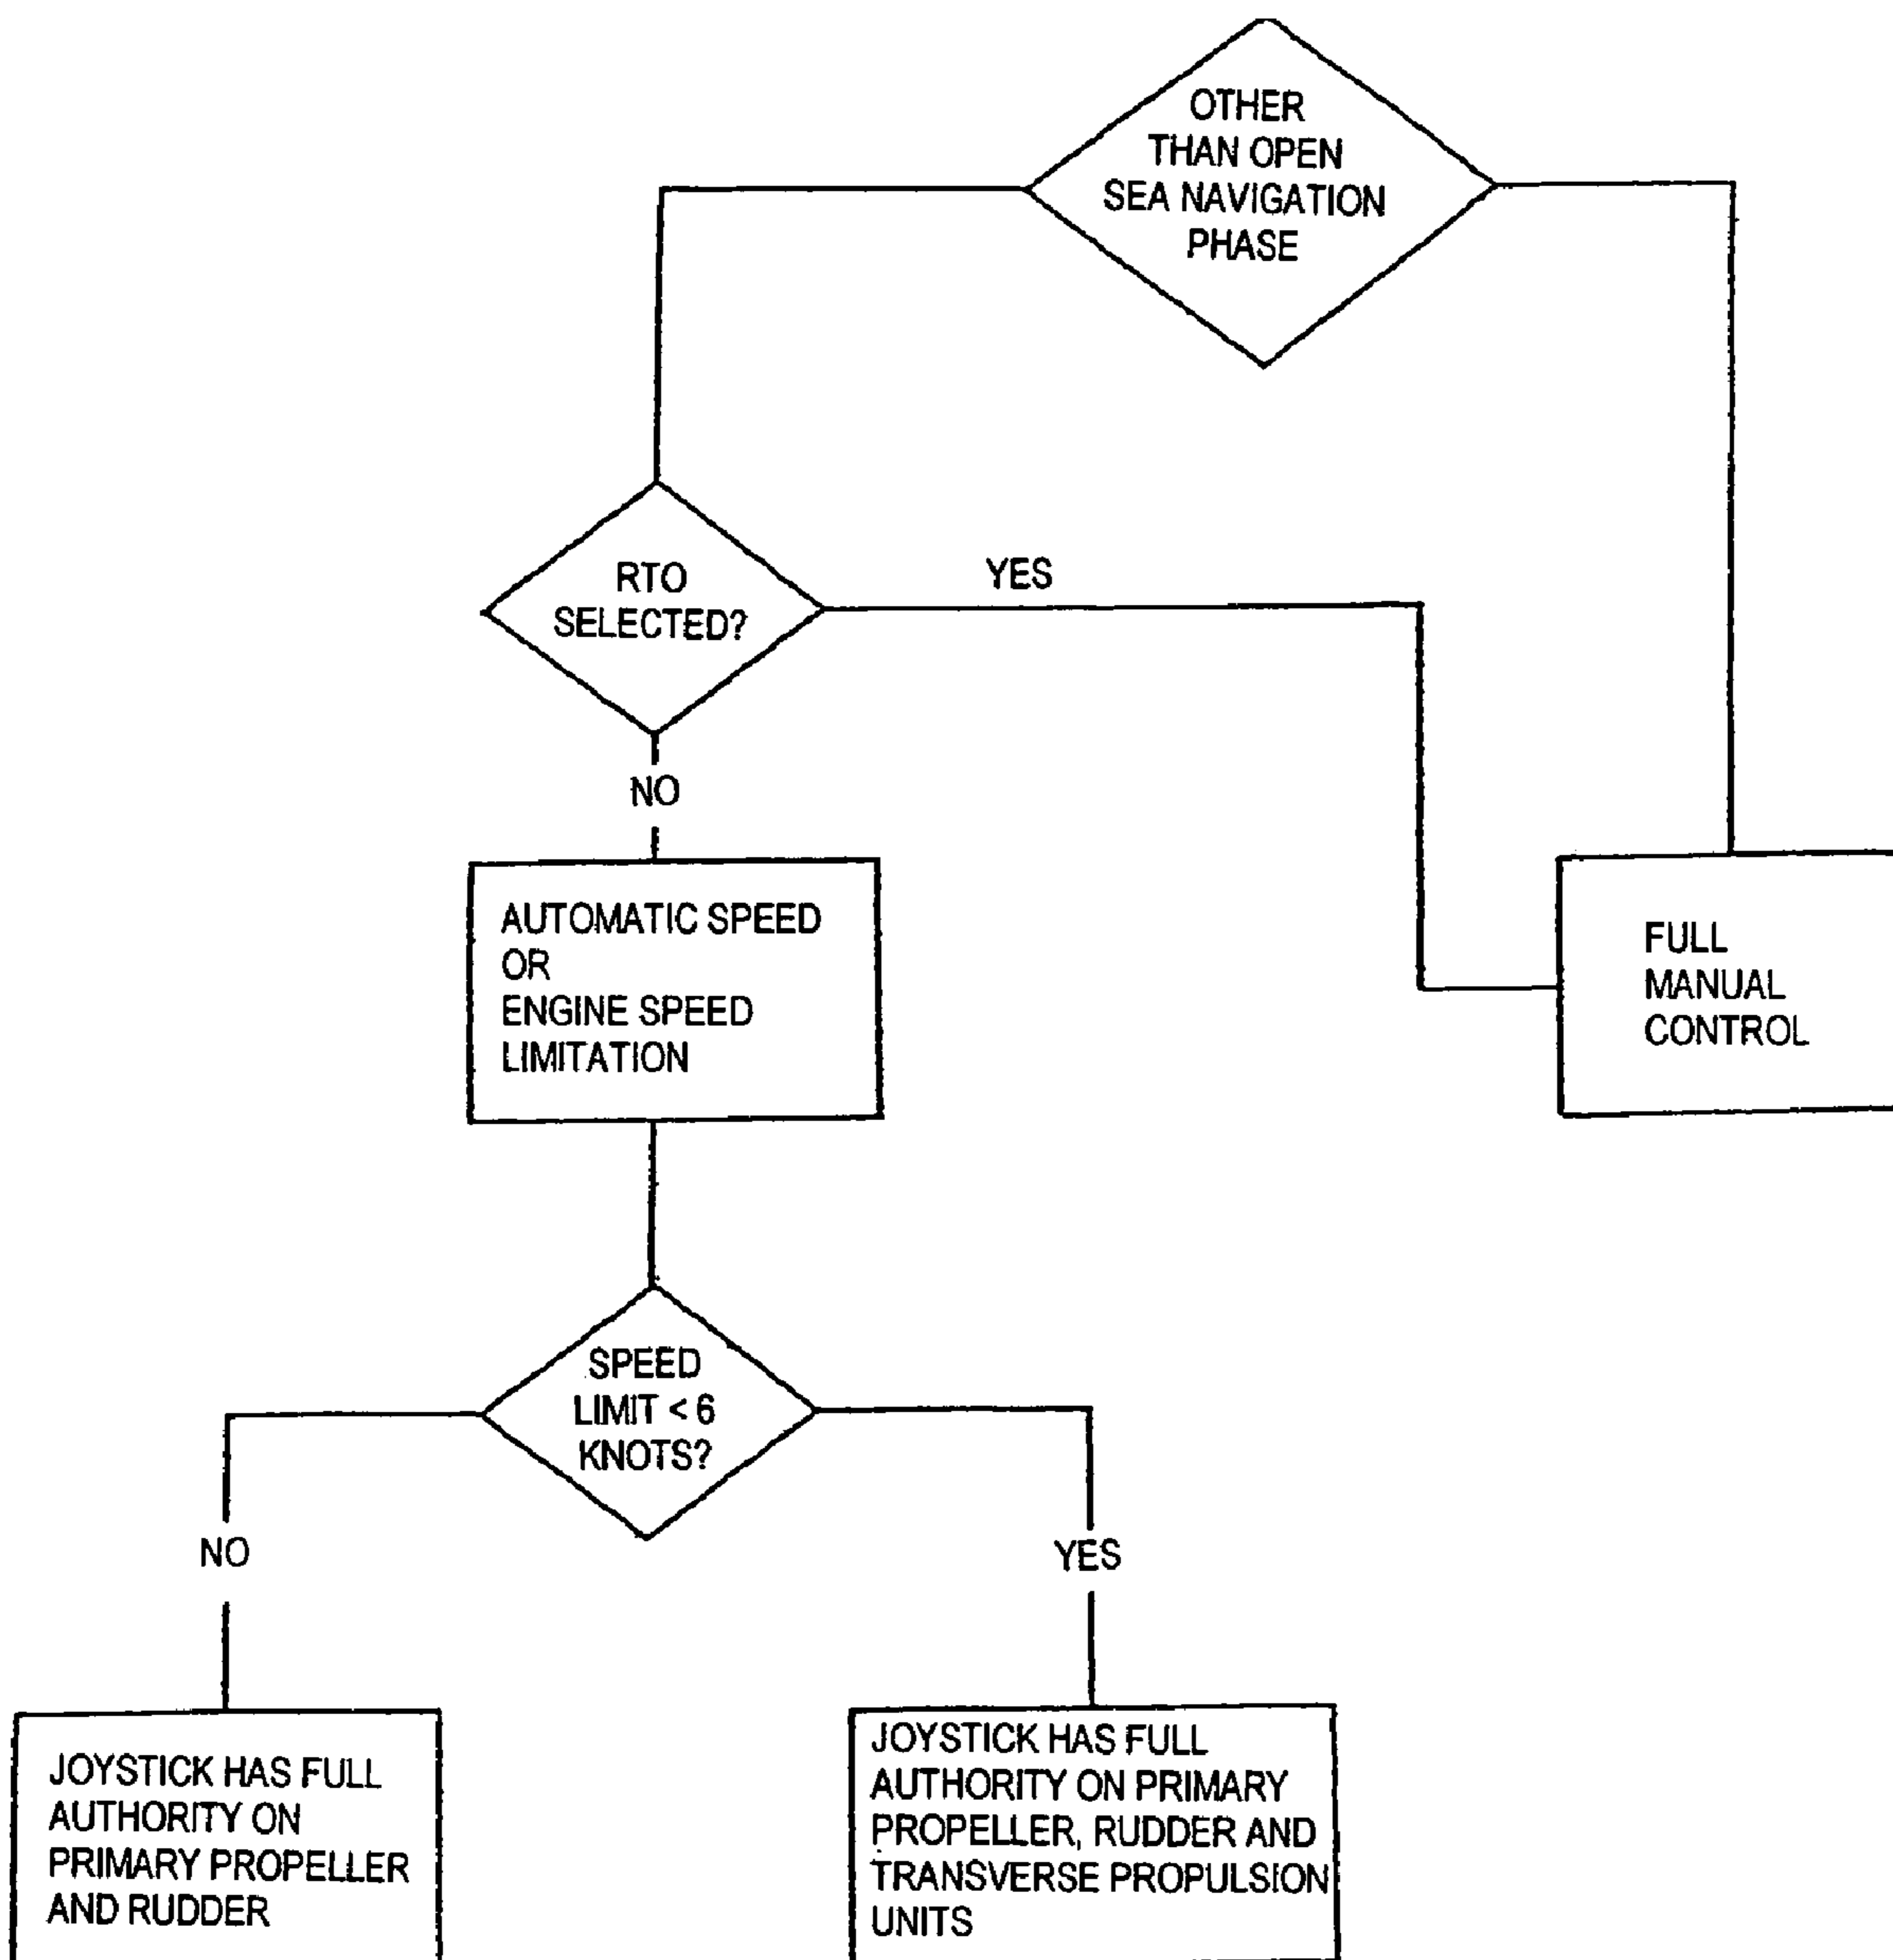 OTHER
THAN OPEN
SEA NAVIGATION
PHASE
RTO
SELECTED?
YES
NO
AUTOMATIC SPEED
OR
ENGINE SPEED
LIMITATION
FULL
MANUAL
CONTROL
SPEED
LIMIT < 6
KNOTS?
NO
YES
JOYSTICK HAS FULL
AUTHORITY ON
PRIMARY PROPELLER
AND RUDDER
JOYSTICK HAS FULL
AUTHORITY ON PRIMARY
PROPELLER, RUDDER AND
TRANSVERSE PROPULSION
UNITS